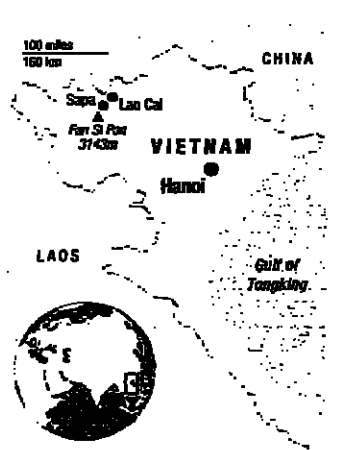 100 miles
160 km
CHINA
Sapa
Lao Cai
Fan Si Pan
3143m
VIETNAM
Hanoi
LAOS
Gulf of
Tongking